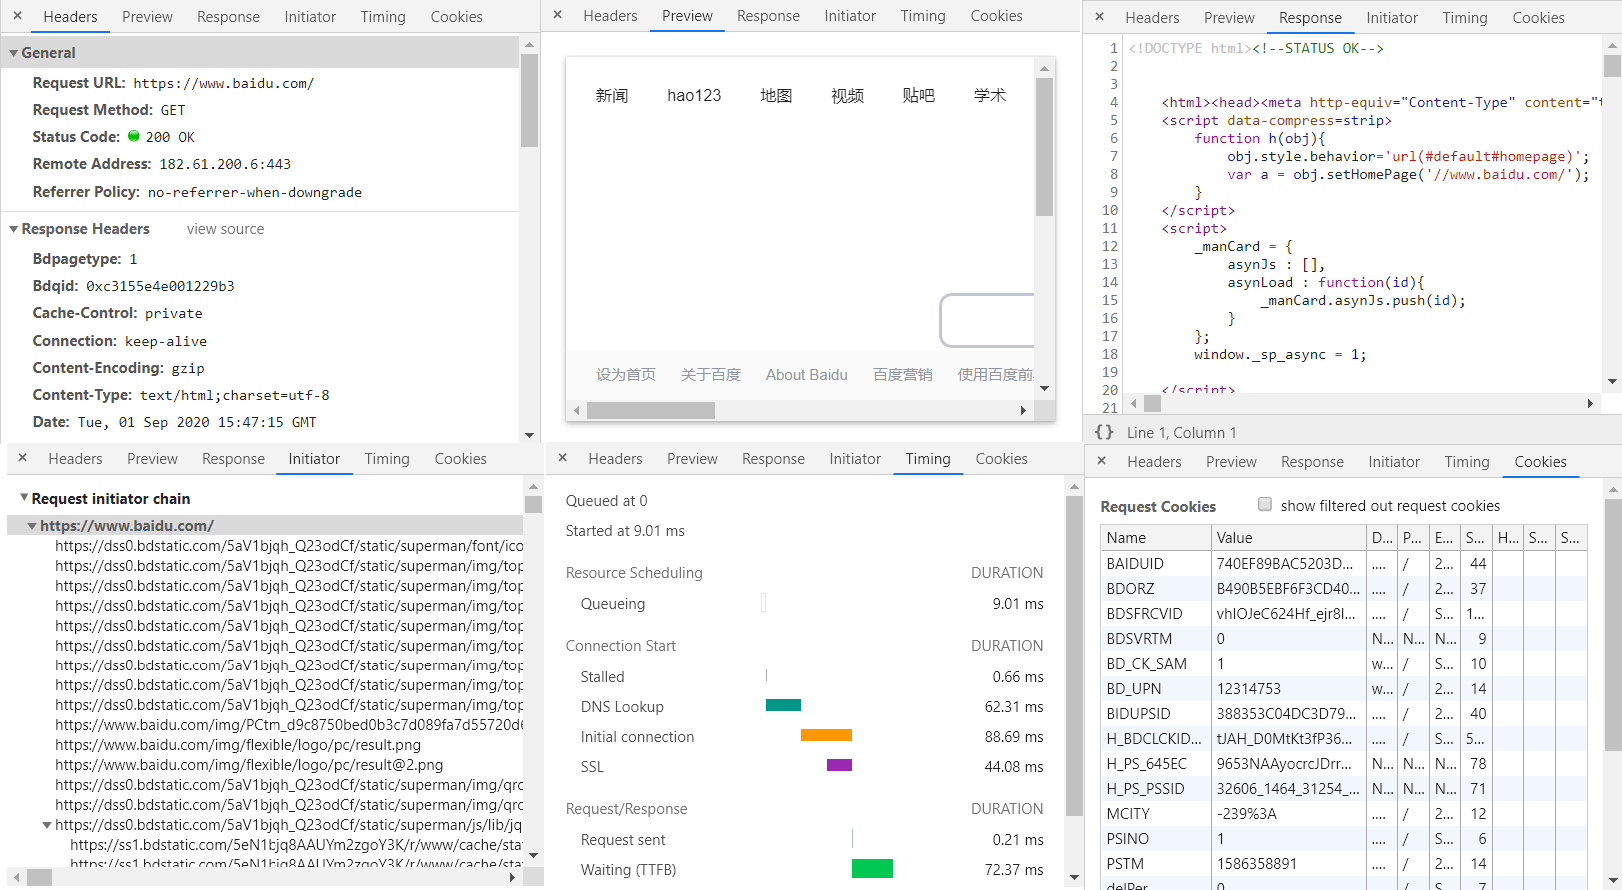 × Headers Preview Response Initiator Timing Cookies
General
Request URL: https://www.baidu.com/
Request Method: GET
Status Code: 200 OK
Remote Address: 182.61.200.6:443
Referrer Policy: no-referrer-when-downgrade
Response Headers view source
Bdpagetype: 1
Bdqid: 0xc3155e4e001229b3
Cache-Control: private
Connection: keep-alive
Content-Encoding: gzip
Content-Type: text/html;charset=utf-8
Date: Tue, 01 Sep 2020 15:47:15 GMT
× Headers Preview Response Initiator Timing Cookies
新闻 hao123 地图 视频 贴吧 学术
设为首页 关于百度 About Baidu 百度营销 使用百度前
× Headers Preview Response Initiator Timing Cookies
1 <!DOCTYPE html><!--STATUS OK-->
2
3
4 <html><head><meta http-equiv="Content-Type" content="t
5 <script data-compress=strip>
6 function h(obj){
7 obj.style.behavior='url(#default#homepage)';
8 var a = obj.setHomePage('//www.baidu.com/');
9 }
10 </script>
11 <script>
12 _manCard = {
13 asynJs : [],
14 asynLoad : function(id){
15 _manCard.asynJs.push(id);
16 }
17 };
18 window._sp_async = 1;
19
20 </script>
21
{} Line 1, Column 1
× Headers Preview Response Initiator Timing Cookies
Request initiator chain
https://www.baidu.com/
https://dss0.bdstatic.com/5aV1bjqh_Q23odCf/static/superman/font/ico
https://dss0.bdstatic.com/5aV1bjqh_Q23odCf/static/superman/img/top
https://dss0.bdstatic.com/5aV1bjqh_Q23odCf/static/superman/img/top
https://dss0.bdstatic.com/5aV1bjqh_Q23odCf/static/superman/img/top
https://dss0.bdstatic.com/5aV1bjqh_Q23odCf/static/superman/img/top
https://dss0.bdstatic.com/5aV1bjqh_Q23odCf/static/superman/img/top
https://dss0.bdstatic.com/5aV1bjqh_Q23odCf/static/superman/img/top
https://dss0.bdstatic.com/5aV1bjqh_Q23odCf/static/superman/img/top
https://dss0.bdstatic.com/5aV1bjqh_Q23odCf/static/superman/img/top
https://www.baidu.com/img/PCtm_d9c8750bed0b3c7d089fa7d55720d6
https://www.baidu.com/img/flexible/logo/pc/result.png
https://www.baidu.com/img/flexible/logo/pc/result@2.png
https://dss0.bdstatic.com/5aV1bjqh_Q23odCf/static/superman/img/qrc
https://dss0.bdstatic.com/5aV1bjqh_Q23odCf/static/superman/img/qrc
https://dss0.bdstatic.com/5aV1bjqh_Q23odCf/static/superman/js/lib/jq
https://ss1.bdstatic.com/5eN1bjq8AAUYm2zgoY3K/r/www/cache/sta
https://ss1.bdstatic.com/5eN1bjq8AAUYm2zgoY3K/r/www/cache/sta
× Headers Preview Response Initiator Timing Cookies
Queued at 0
Started at 9.01 ms
Resource Scheduling DURATION
Queueing 9.01 ms
Connection Start DURATION
Stalled 0.66 ms
DNS Lookup 62.31 ms
Initial connection 88.69 ms
SSL 44.08 ms
Request/Response DURATION
Request sent 0.21 ms
Waiting (TTFB) 72.37 ms
× Headers Preview Response Initiator Timing Cookies
Request Cookies show filtered out request cookies
Name Value D... P... E... S... H... S... S...
BAIDUID 740EF89BAC5203D... .... / 2... 44
BDORZ B490B5EBF6F3CD40... .... / 2... 37
BDSFRCVID vhIOJeC624Hf_ejr8I... .... / S... 1...
BDSVRTM 0 N... N... N... 9
BD_CK_SAM 1 w... / S... 10
BD_UPN 12314753 w... / 2... 14
BIDUPSID 388353C04DC3D79... .... / 2... 40
H_BDCLCKID... tJAH_D0MtKt3fP36... .... / S... 5...
H_PS_645EC 9653NAAyocrcJDrr... N... N... N... 78
H_PS_PSSID 32606_1464_31254_... N... N... N... 71
MCITY -239%3A .... / 2... 12
PSINO 1 .... / S... 6
PSTM 1586358891 .... / 2... 14
delPer 0 .... / S... 7